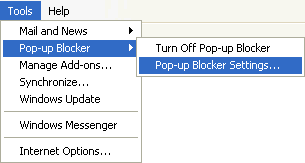 Tools Help
Mail and News
Pop-up Blocker
Manage Add-ons...
Synchronize...
Windows Update
Windows Messenger
Internet Options...
Turn Off Pop-up Blocker
Pop-up Blocker Settings...